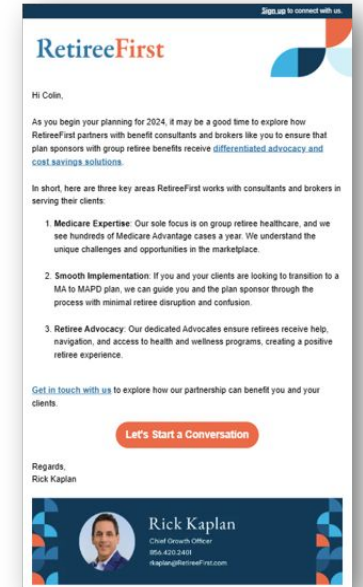 Sign up to connect with us.
RetireeFirst
Hi Colin,
As you begin your planning for 2024, it may be a good time to explore how
RetireeFirst partners with benefit consultants and brokers like you to ensure that
plan sponsors with group retiree benefits receive differentiated advocacy and
cost savings solutions.
In short, here are three key areas RetireeFirst works with consultants and brokers in
serving their clients:
1. Medicare Expertise: Our sole focus is on group retiree healthcare, and we
see hundreds of Medicare Advantage cases a year. We understand the
unique challenges and opportunities in the marketplace.
2. Smooth Implementation: If you and your clients are looking to transition to a
MA to MAPD plan, we can guide you and the plan sponsor through the
process with minimal retiree disruption and confusion.
3. Retiree Advocacy: Our dedicated Advocates ensure retirees receive help,
navigation, and access to health and wellness programs, creating a positive
retiree experience.
Get in touch with us to explore how our partnership can benefit you and your
clients.
Let's Start a Conversation
Regards,
Rick Kaplan
Rick Kaplan
Chief Growth Officer
856.420.2401
rkaplan@RetireeFirst.com